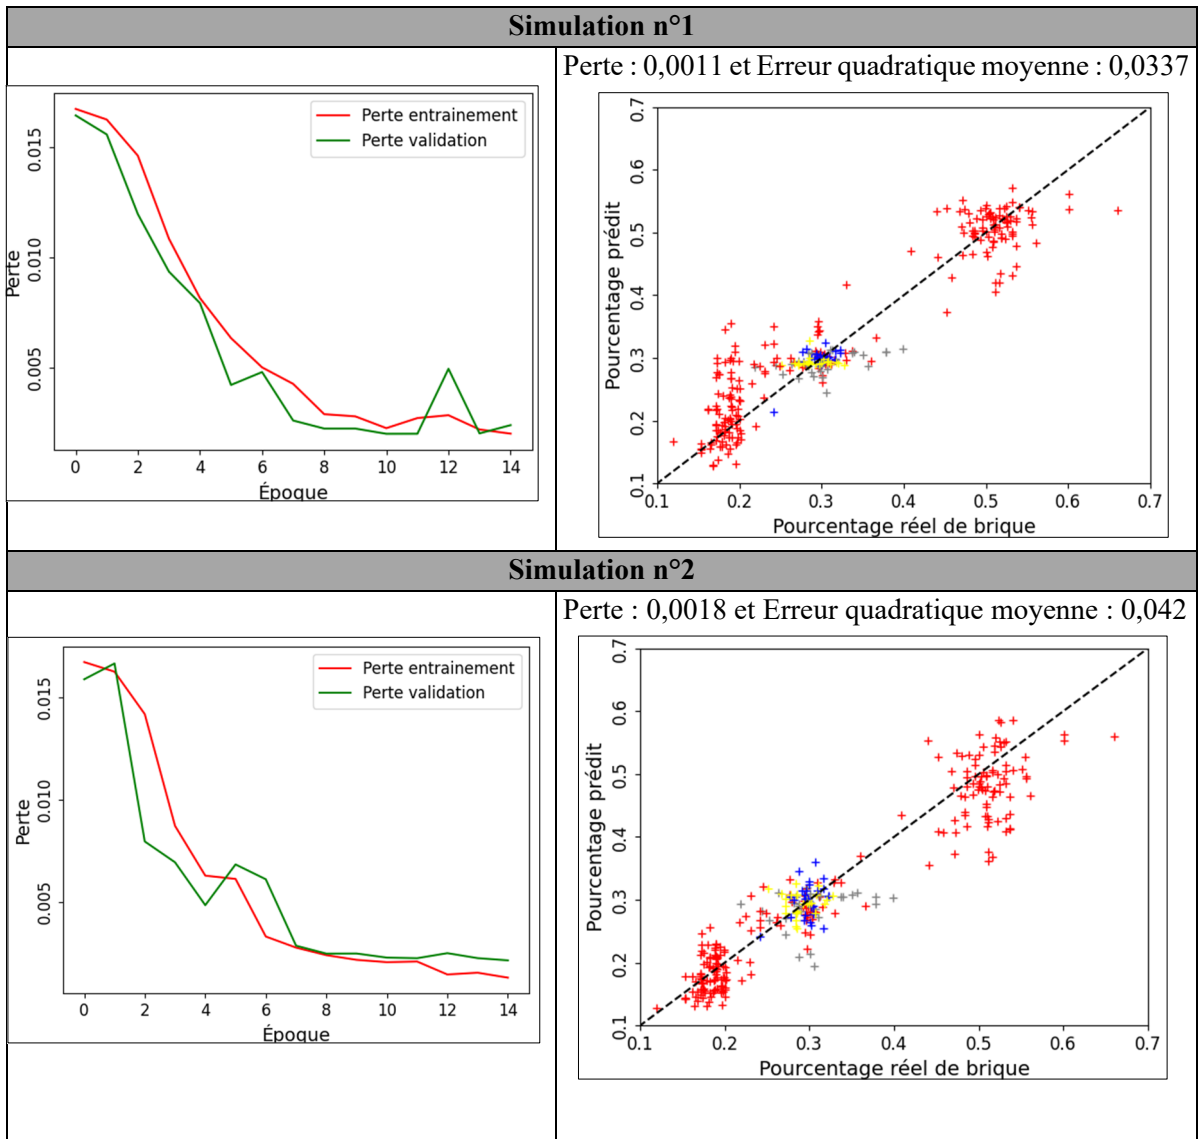 Simulation n°1
Perte : 0,0011 et Erreur quadratique moyenne : 0,0337
Perte entrainement
Perte validation
0.015
0.010
0.005
Perte
0 2 4 6 8 10 12 14
Époque
0.7
0.6
0.5
0.4
0.3
0.2
0.1
Pourcentage prédit
0.1 0.2 0.3 0.4 0.5 0.6 0.7
Pourcentage réel de brique
Simulation n°2
Perte : 0,0018 et Erreur quadratique moyenne : 0,042
Perte entrainement
Perte validation
0.015
0.010
0.005
Perte
0 2 4 6 8 10 12 14
Époque
0.7
0.6
0.5
0.4
0.3
0.2
0.1
Pourcentage prédit
0.1 0.2 0.3 0.4 0.5 0.6 0.7
Pourcentage réel de brique